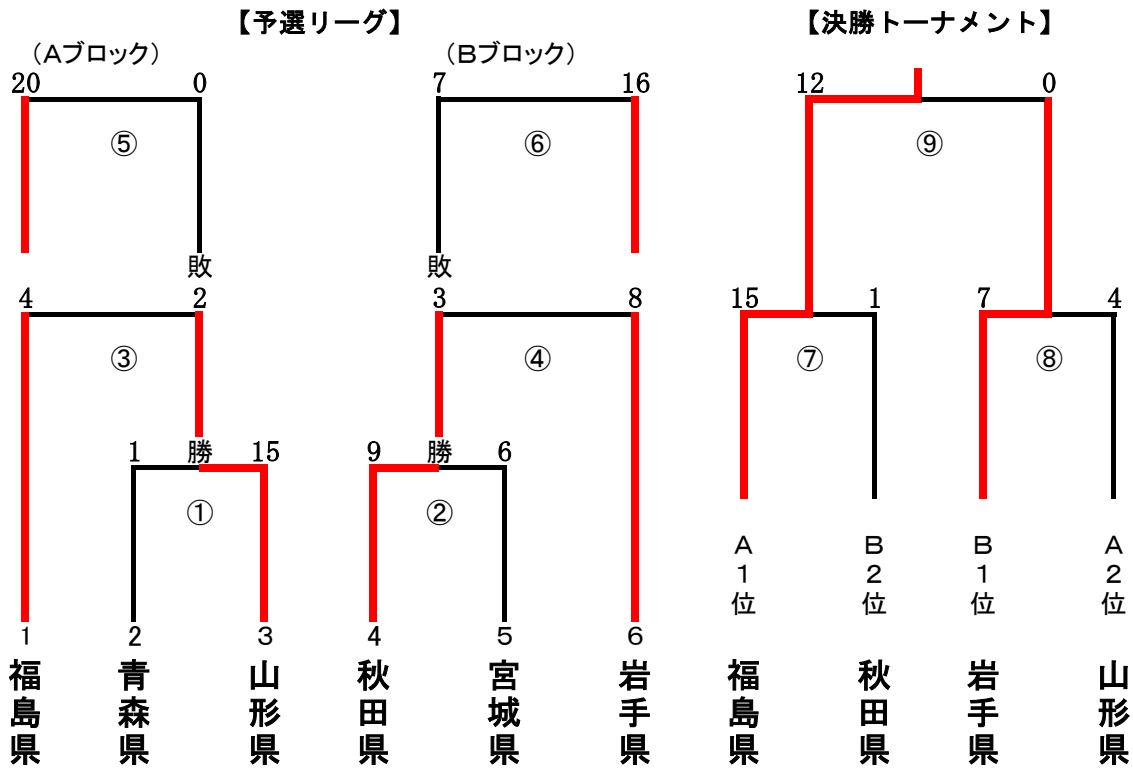 【予選リーグ】
【決勝トーナメント】
（Aブロック）
（Bブロック）
20 0 7 16 12 0
⑤ ⑥ ⑨
敗 敗
4 2 3 8 15 1 7 4
③ ④ ⑦ ⑧
1 勝 15 9 勝 6
① ②
A1位 B2位 B1位 A2位
1 2 3 4 5 6
福島県 青森県 山形県 秋田県 宮城県 岩手県 福島県 秋田県 岩手県 山形県